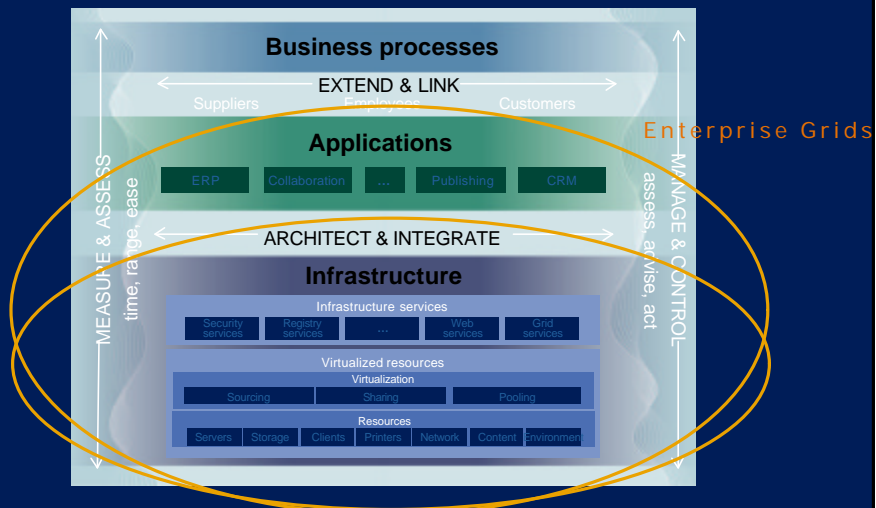 Business processes
EXTEND & LINK
Suppliers Employees Customers
Enterprise Grids
Applications
ERP Collaboration ... Publishing CRM
MEASURE & ASSESS
time, range, ease
MANAGE & CONTROL
assess, advise, act
ARCHITECT & INTEGRATE
Infrastructure
Infrastructure services
Security services
Registry services
...
Web services
Grid services
Virtualized resources
Virtualization
Sourcing Sharing Pooling
Resources
Servers Storage Clients Printers Network Content Environmen